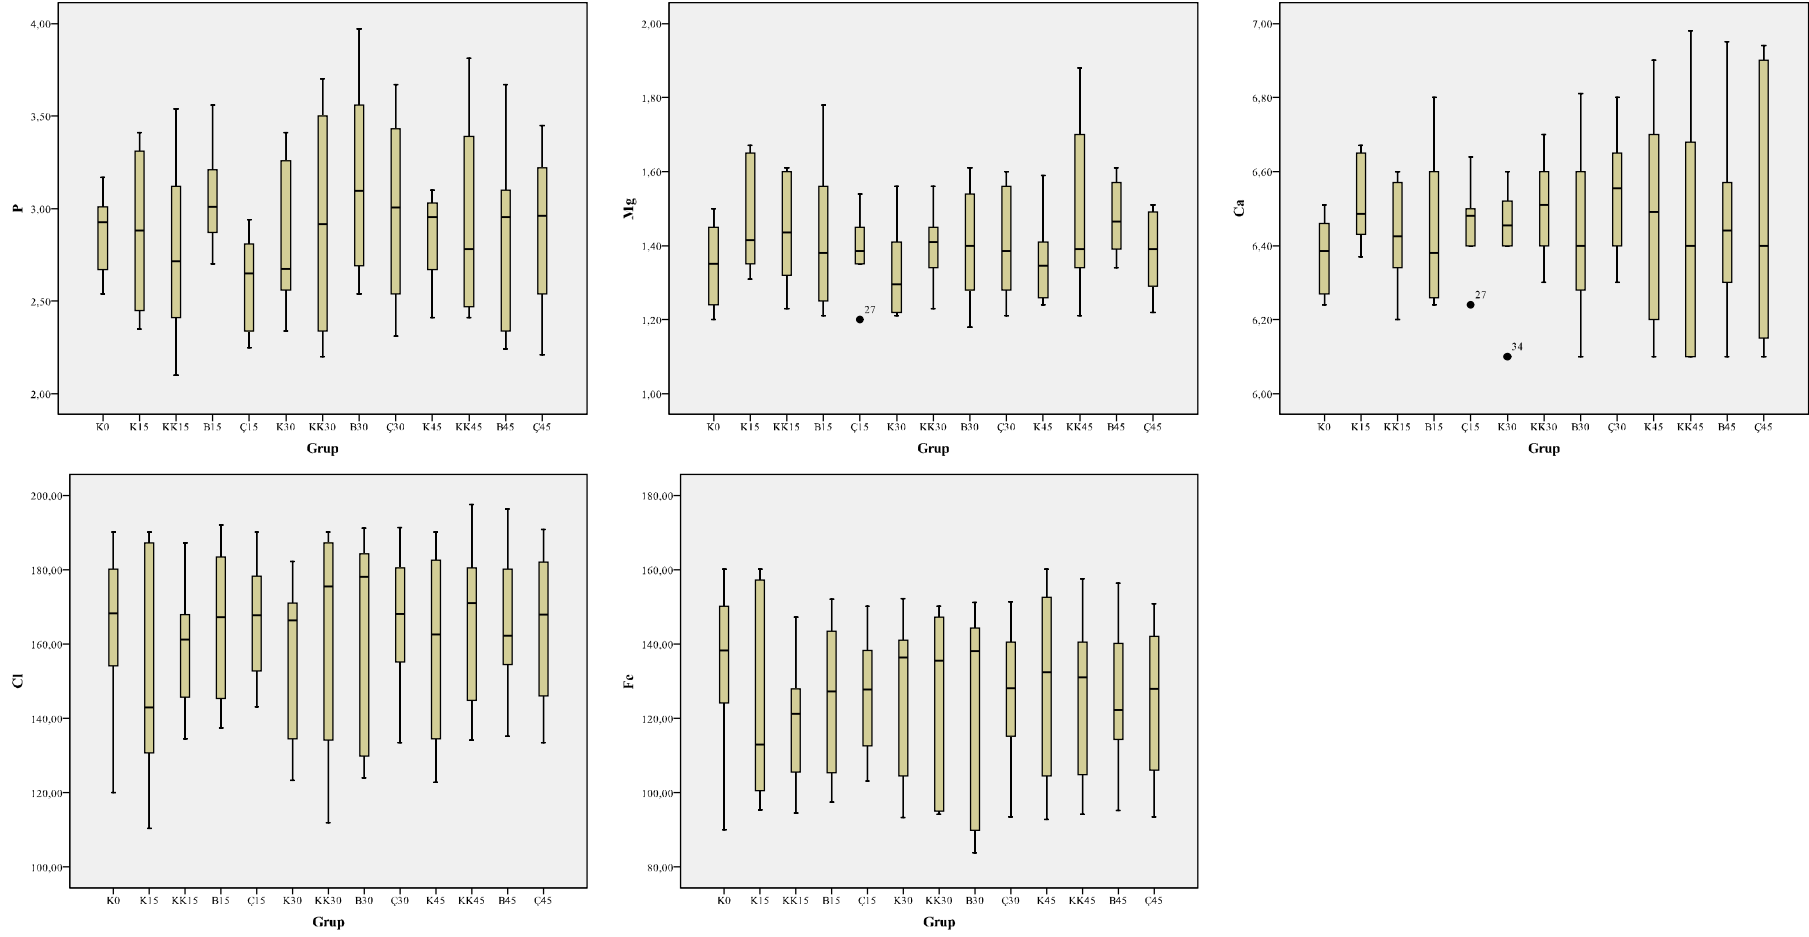 4,00
3,50
3,00
2,50
2,00
P
K0 K15 KK15 B15 Ç15 K30 KK30 B30 Ç30 K45 KK45 B45 Ç45
Grup
2,00
1,80
1,60
1,40
1,20
1,00
Mg
27
K0 K15 KK15 B15 Ç15 K30 KK30 B30 Ç30 K45 KK45 B45 Ç45
Grup
7,00
6,80
6,60
6,40
6,20
6,00
Ca
27
34
K0 K15 KK15 B15 Ç15 K30 KK30 B30 Ç30 K45 KK45 B45 Ç45
Grup
200,00
180,00
160,00
140,00
120,00
100,00
Cl
K0 K15 KK15 B15 Ç15 K30 KK30 B30 Ç30 K45 KK45 B45 Ç45
Grup
180,00
160,00
140,00
120,00
100,00
80,00
Fe
K0 K15 KK15 B15 Ç15 K30 KK30 B30 Ç30 K45 KK45 B45 Ç45
Grup